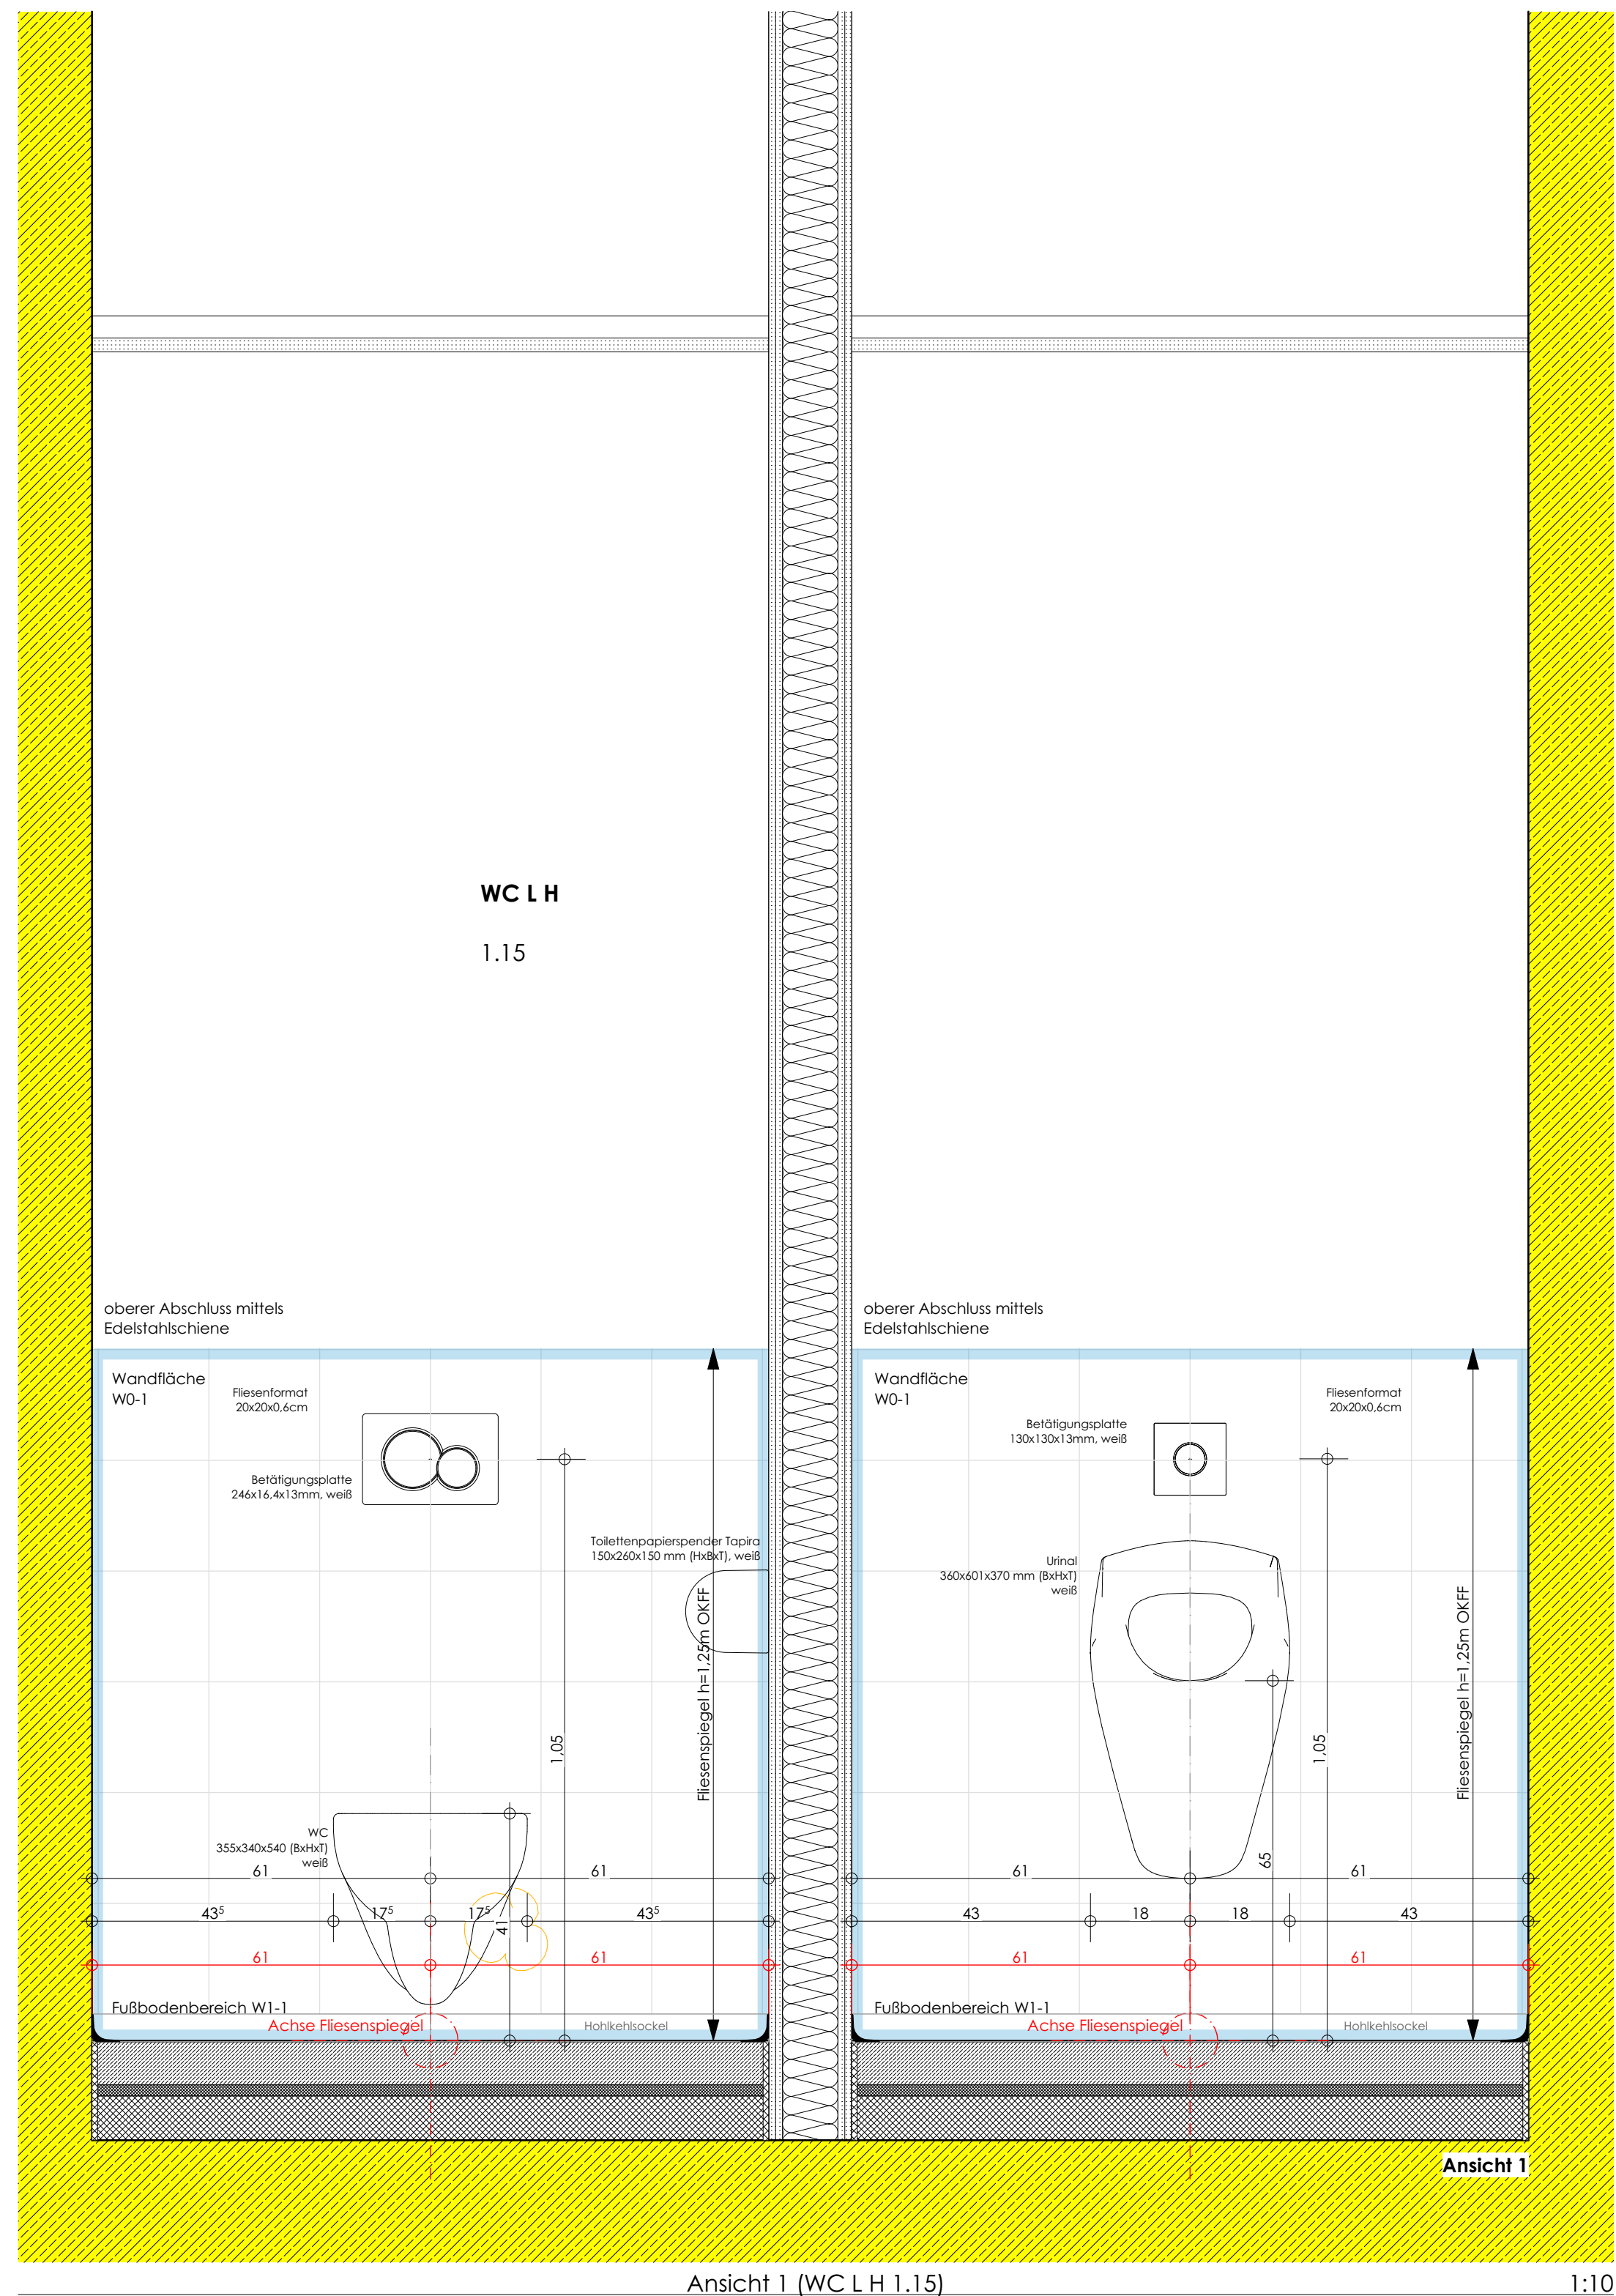 WC L H
1.15
oberer Abschluss mittels
Edelstahlschiene
oberer Abschluss mittels
Edelstahlschiene
Wandfläche
W0-1
Fliesenformat
20x20x0,6cm
Betätigungsplatte
246x16,4x13mm, weiß
Toilettenpapierspender Tapira
150x260x150 mm (HxBxT), weiß
Fliesenspiegel h=1,25m OKFF
1,05
WC
355x340x540 (BxHxT)
weiß
61
61
43⁵
17⁵
17⁵
41
43⁵
61
61
Fußbodenbereich W1-1
Achse Fliesenspiegel
Hohlkehlsockel
Wandfläche
W0-1
Fliesenformat
20x20x0,6cm
Betätigungsplatte
130x130x13mm, weiß
Urinal
360x601x370 mm (BxHxT)
weiß
Fliesenspiegel h=1,25m OKFF
1,05
65
61
61
43
18
18
43
61
61
Fußbodenbereich W1-1
Achse Fliesenspiegel
Hohlkehlsockel
Ansicht 1
Ansicht 1 (WC L H 1.15)
1:10